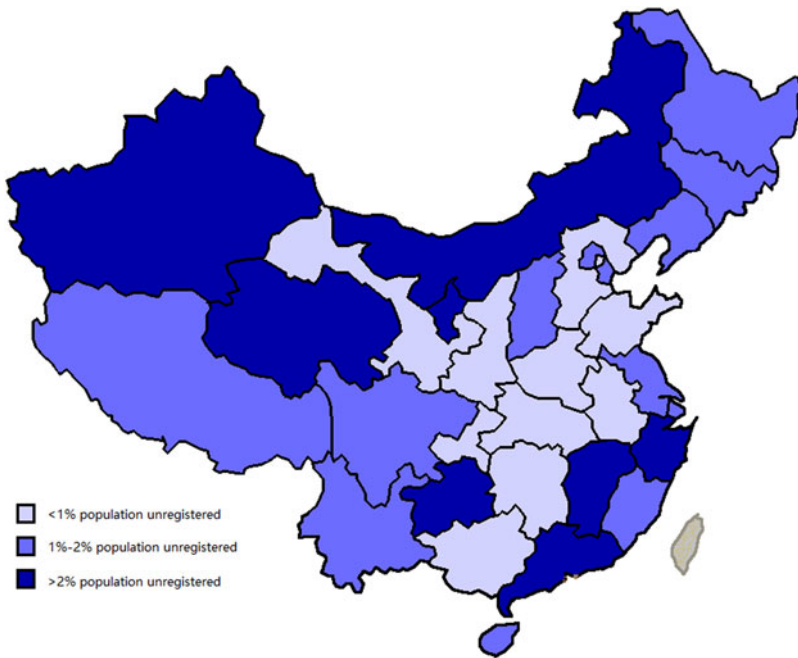 <1% population unregistered
1%-2% population unregistered
>2% population unregistered